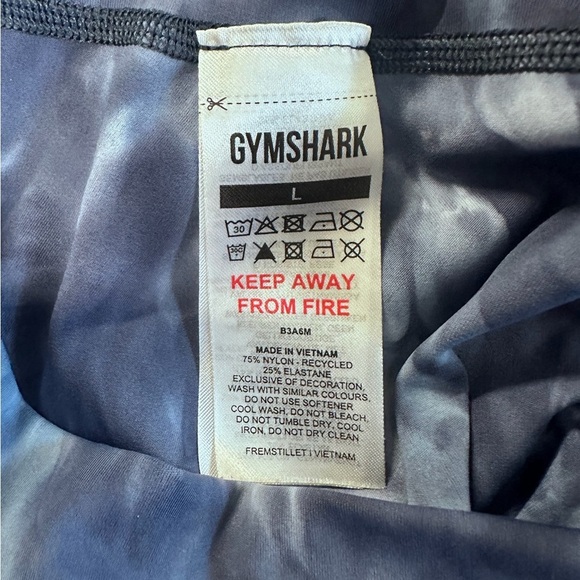 GYMSHARK
L
30
30C
KEEP AWAY
FROM FIRE
B3A6M
MADE IN VIETNAM
75% NYLON - RECYCLED
25% ELASTANE
EXCLUSIVE OF DECORATION,
WASH WITH SIMILAR COLOURS,
DO NOT USE SOFTENER
COOL WASH, DO NOT BLEACH,
DO NOT TUMBLE DRY, COOL
IRON, DO NOT DRY CLEAN
FREMSTILLET I VIETNAM